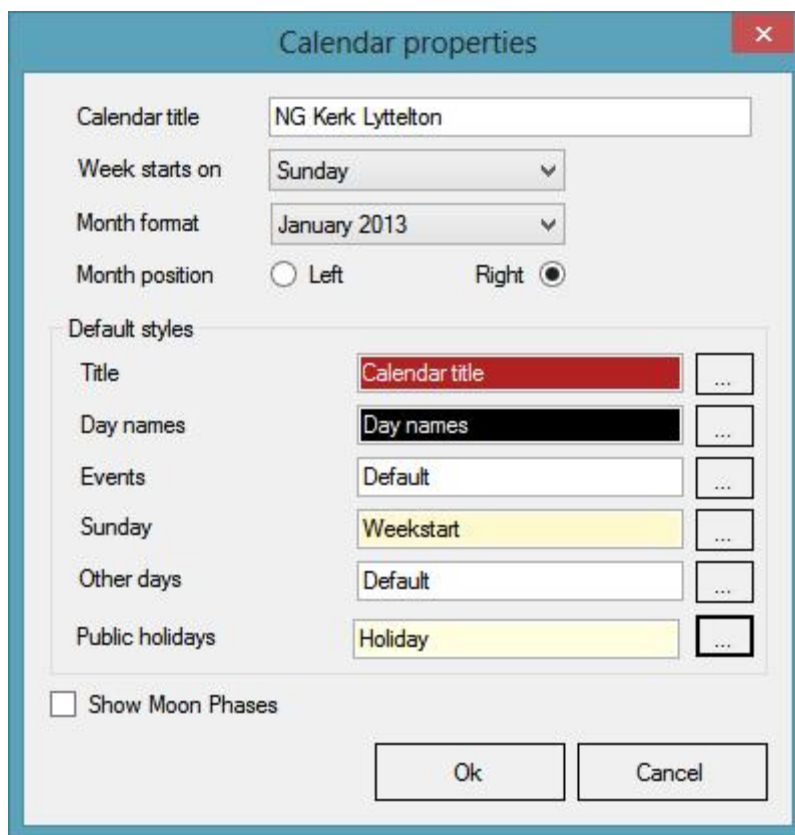 Calendar properties
Calendar title NG Kerk Lyttelton
Week starts on Sunday
Month format January 2013
Month position Left Right
Default styles
Title Calendar title ...
Day names Day names ...
Events Default ...
Sunday Weekstart ...
Other days Default ...
Public holidays Holiday ...
Show Moon Phases
Ok Cancel